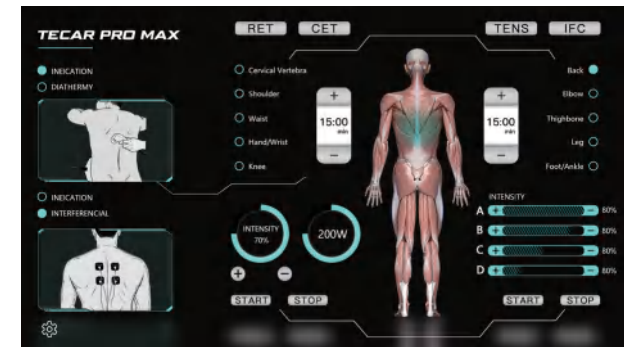 TECAR PRO MAX
RET CET
TENS IFC
INEICATION
DIATHERMY
INEICATION
INTERFERENCIAL
Cervical Vertebra
Shoulder
Waist
Hand/Wrist
Knee
+
15:00
min
−
+
15:00
min
−
Back
Elbow
Thighbone
Leg
Foot/Ankle
INTENSITY
70%
200W
+ −
START STOP
INTENSITY
A + − 80%
B + − 80%
C + − 80%
D + − 80%
START STOP